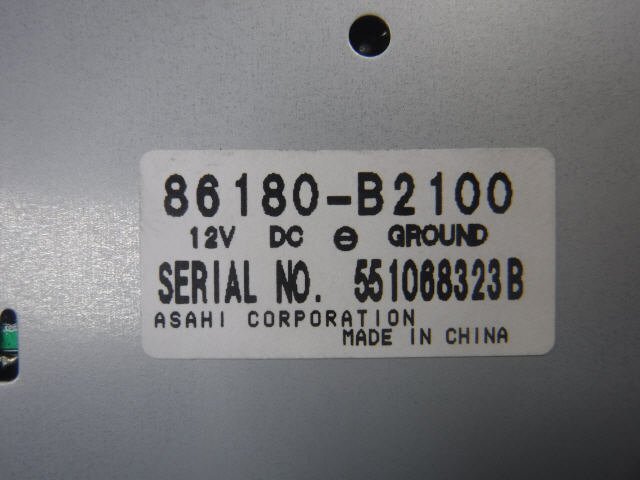 86180-B2100
12V DC ⊖ GROUND
SERIAL NO. 551068323B
ASAHI CORPORATION
MADE IN CHINA